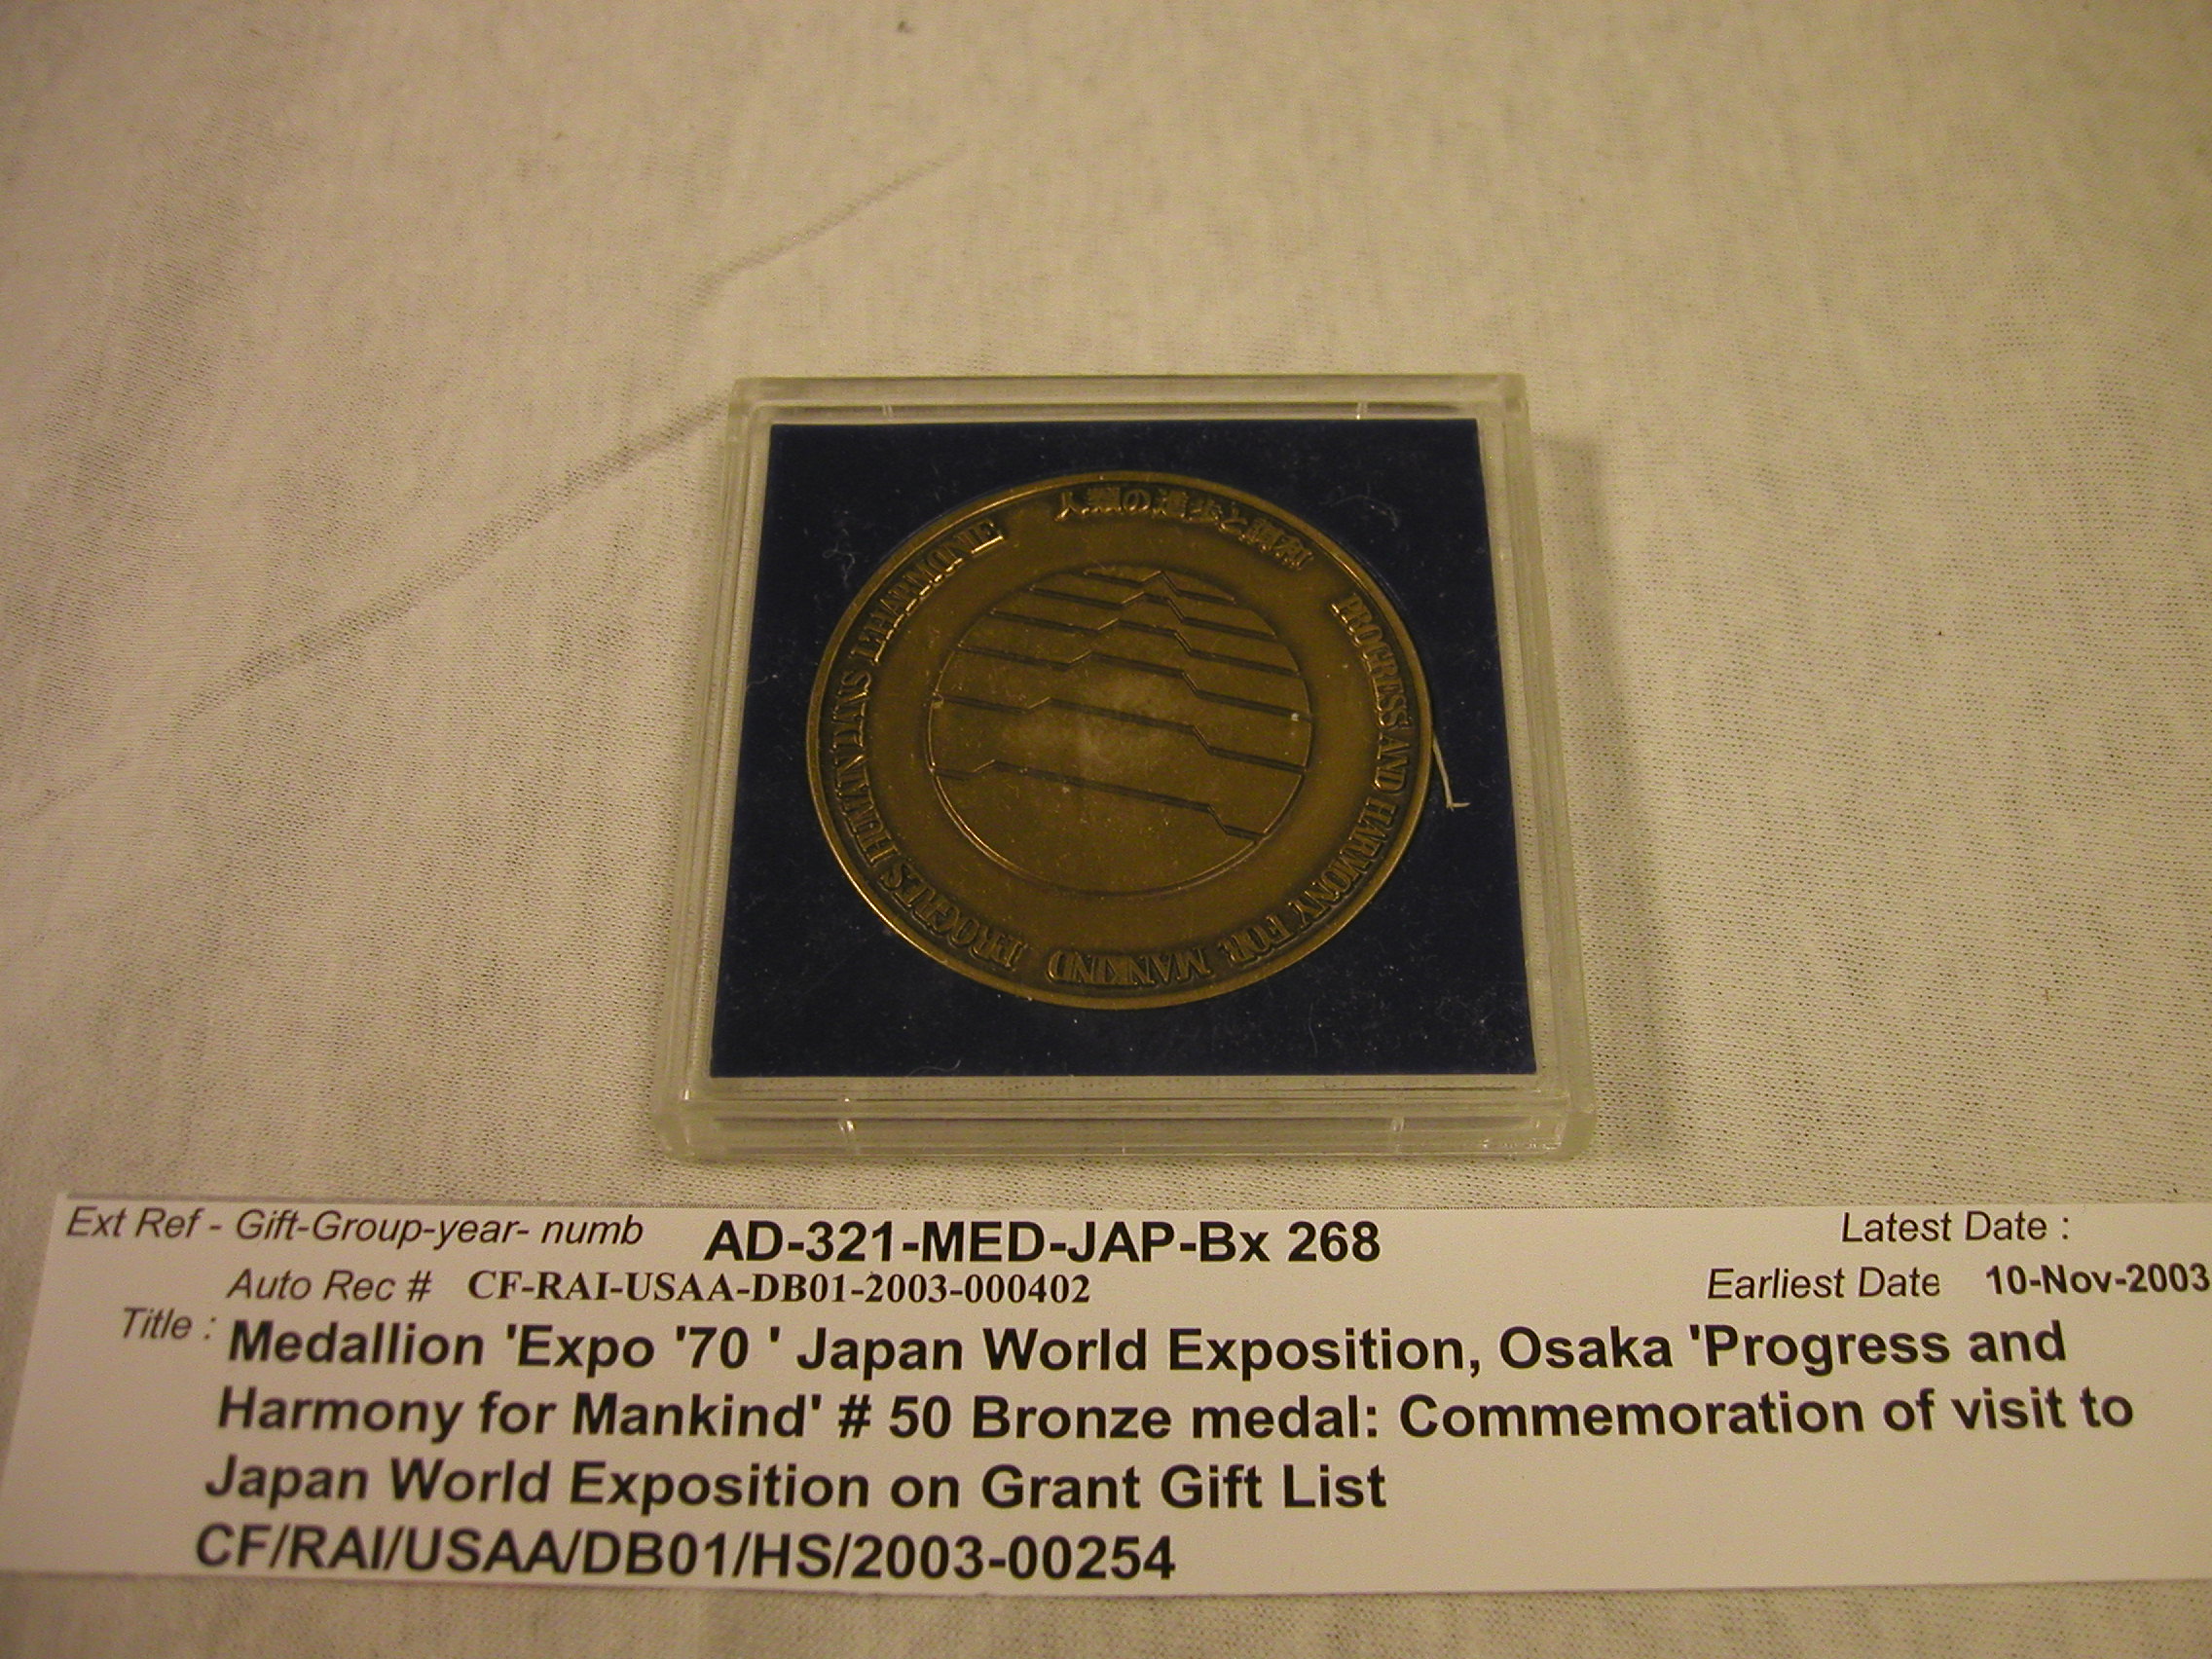 人類の進歩と調和
PROGRESS AND HARMONY FOR MANKIND
PROGRÈS HUMAIN DANS L'HARMONIE
Ext Ref - Gift-Group-year- numb AD-321-MED-JAP-Bx 268 Latest Date :
Auto Rec # CF-RAI-USAA-DB01-2003-000402 Earliest Date 10-Nov-2003
Title : Medallion 'Expo '70 ' Japan World Exposition, Osaka 'Progress and
Harmony for Mankind' # 50 Bronze medal: Commemoration of visit to
Japan World Exposition on Grant Gift List
CF/RAI/USAA/DB01/HS/2003-00254